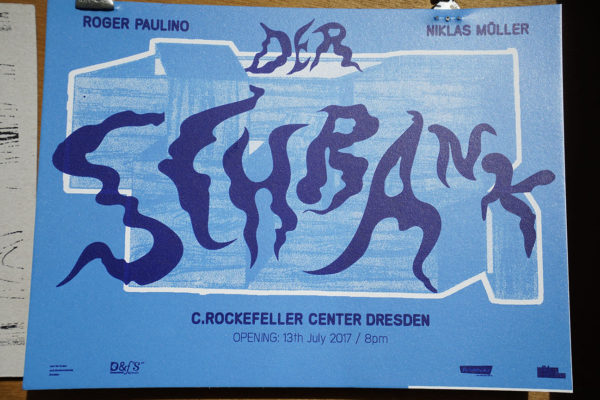 ROGER PAULINO
NIKLAS MÜLLER
DER
SCHRANK
C.ROCKEFELLER CENTER DRESDEN
OPENING: 13th July 2017 / 8pm
D&S